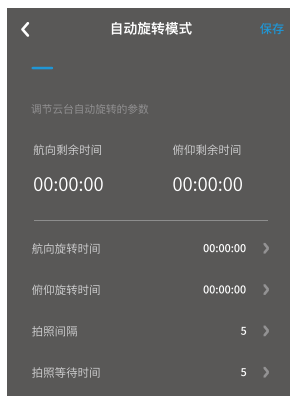 自动旋转模式 保存
调节云台自动旋转的参数
航向剩余时间 俯仰剩余时间
00:00:00 00:00:00
航向旋转时间 00:00:00
俯仰旋转时间 00:00:00
拍照间隔 5
拍照等待时间 5